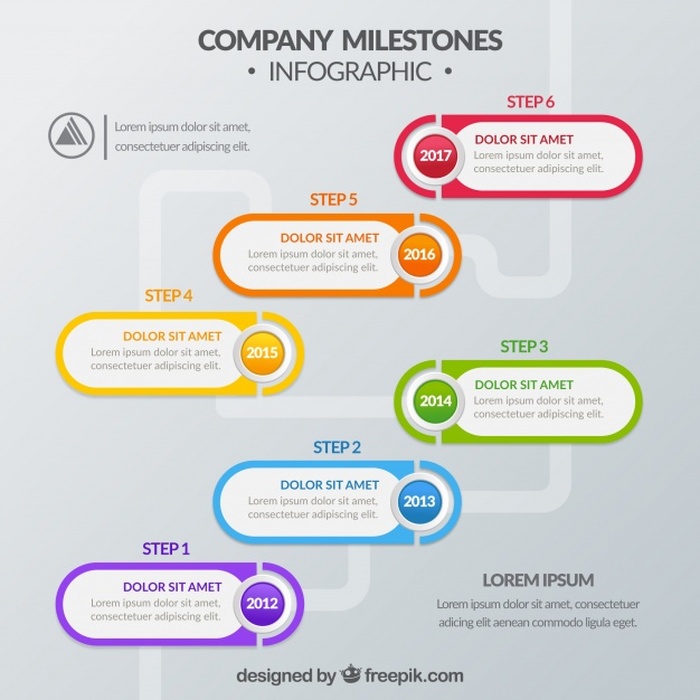 COMPANY MILESTONES
• INFOGRAPHIC •
Lorem ipsum dolor sit amet,
consectetuer adipiscing elit.
STEP 6
2017
DOLOR SIT AMET
Lorem ipsum dolor sit amet,
consectetuer adipiscing elit.
STEP 5
DOLOR SIT AMET
Lorem ipsum dolor sit amet,
consectetuer adipiscing elit.
2016
STEP 4
DOLOR SIT AMET
Lorem ipsum dolor sit amet,
consectetuer adipiscing elit.
2015
STEP 3
2014
DOLOR SIT AMET
Lorem ipsum dolor sit amet,
consectetuer adipiscing elit.
STEP 2
DOLOR SIT AMET
Lorem ipsum dolor sit amet,
consectetuer adipiscing elit.
2013
STEP 1
DOLOR SIT AMET
Lorem ipsum dolor sit amet,
consectetuer adipiscing elit.
2012
LOREM IPSUM
Lorem ipsum dolor sit amet, consectetuer
adicing elit aenean commodo ligula eget.
designed by freepik.com